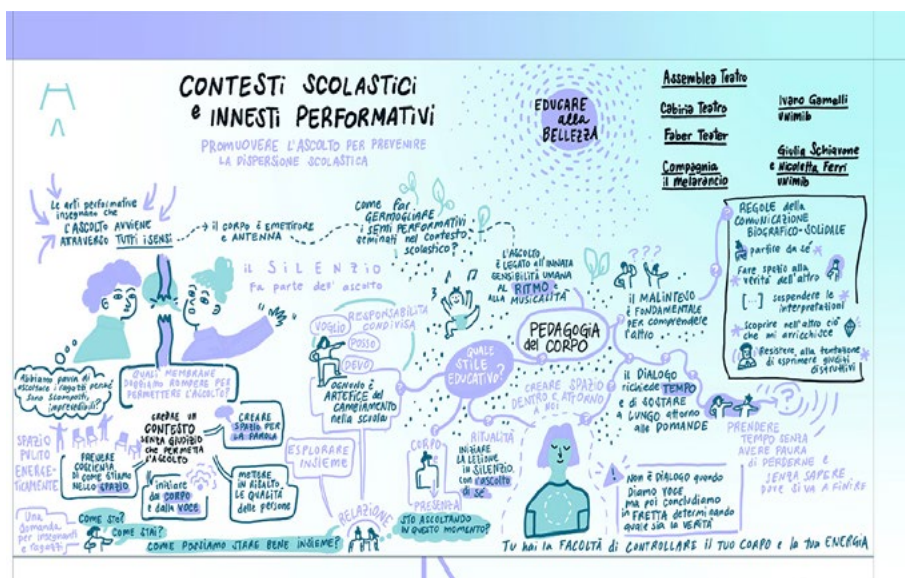 CONTESTI SCOLASTICI
e INNESTI PERFORMATIVI
PROMUOVERE L'ASCOLTO PER PREVENIRE
LA DISPERSIONE SCOLASTICA
EDUCARE
alla
BELLEZZA
Assemblea Teatro
Cabiria Teatro
Faber Teater
Compagnia
il melarancio
Ivano Gamelli
unimib
Giulia Schiavone
e Nicoletta Ferri
unimib
Le arti performative
insegnano che
L'ASCOLTO AVVIENE
ATTRAVERSO TUTTI I SENSI
→ IL CORPO È EMETTITORE
E ANTENNA
COME FAR
GERMOGLIARE
i SEMI PERFORMATIVI
seminati nel contesto
scolastico?
il SILENZIO
fa parte dell'ascolto
L'ASCOLTO
È LEGATO all'INNATA
SENSIBILITÀ UMANA
AL RITMO e
ALLA MUSICALITÀ
REGOLE della
COMUNICAZIONE
BIOGRAFICO-SOLIDALE
partire da sé
Fare spazio alla
verità dell'altro
[...] sospendere le
interpretazioni
scoprire nell'altro ciò
che mi arricchisce
Resistere alla tentazione
di esprimere giudizi
distruttivi
???
il MALINTESO
È FONDAMENTALE
PER COMPRENDERE
l'ALTRO
PEDAGOGIA
del CORPO
RESPONSABILITÀ
CONDIVISA
VOGLIO
POSSO
DEVO
OGNUNO È
ARTEFICE del
CAMBIAMENTO
nella scuola
QUALE
STILE
EDUCATIVO?
CREARE SPAZIO
DENTRO E ATTORNO
A NOI
il DIALOGO
richiede TEMPO
e di SOSTARE
A LUNGO attorno
alle DOMANDE
PRENDERE
TEMPO SENZA
AVERE PAURA
di PERDERNE E
SENZA SAPERE
DOVE SI VA A FINIRE
Abbiamo paura di
ascoltare i ragazzi perché
sono scomodi,
imprevedibili?
QUALI MEMBRANE
DOBBIAMO ROMPERE PER
PERMETTERE L'ASCOLTO?
CREARE UN
CONTESTO
SENZA GIUDIZIO
CHE PERMETTA
L'ASCOLTO
CREARE
SPAZIO PER
LA PAROLA
SPAZIO
PULITO
ENERGE-
TICAMENTE
PRENDERE
COSCIENZA
DI COME STIAMO
NELLO SPAZIO
iniziare
dal CORPO
e dalla VOCE
METTERE
IN RISALTO
LE QUALITÀ
delle PERSONE
ESPLORARE
INSIEME
CORPO
PRESENZA
RITUALITÀ
INIZIARE
LA LEZIONE
IN SILENZIO,
con l'ascolto
di SÉ
RELAZIONE
STO ASCOLTANDO
IN QUESTO MOMENTO?
Una
domanda
per insegnanti
e ragazzi
COME STO?
COME STAI?
COME POSSIAMO STARE BENE INSIEME?
! Non è DIALOGO quando
DIAMO VOCE
MA poi concludiamo
in FRETTA determinando
quale sia LA VERITÀ
TU HAI LA FACOLTÀ di CONTROLLARE IL TUO CORPO E la tua ENERGIA